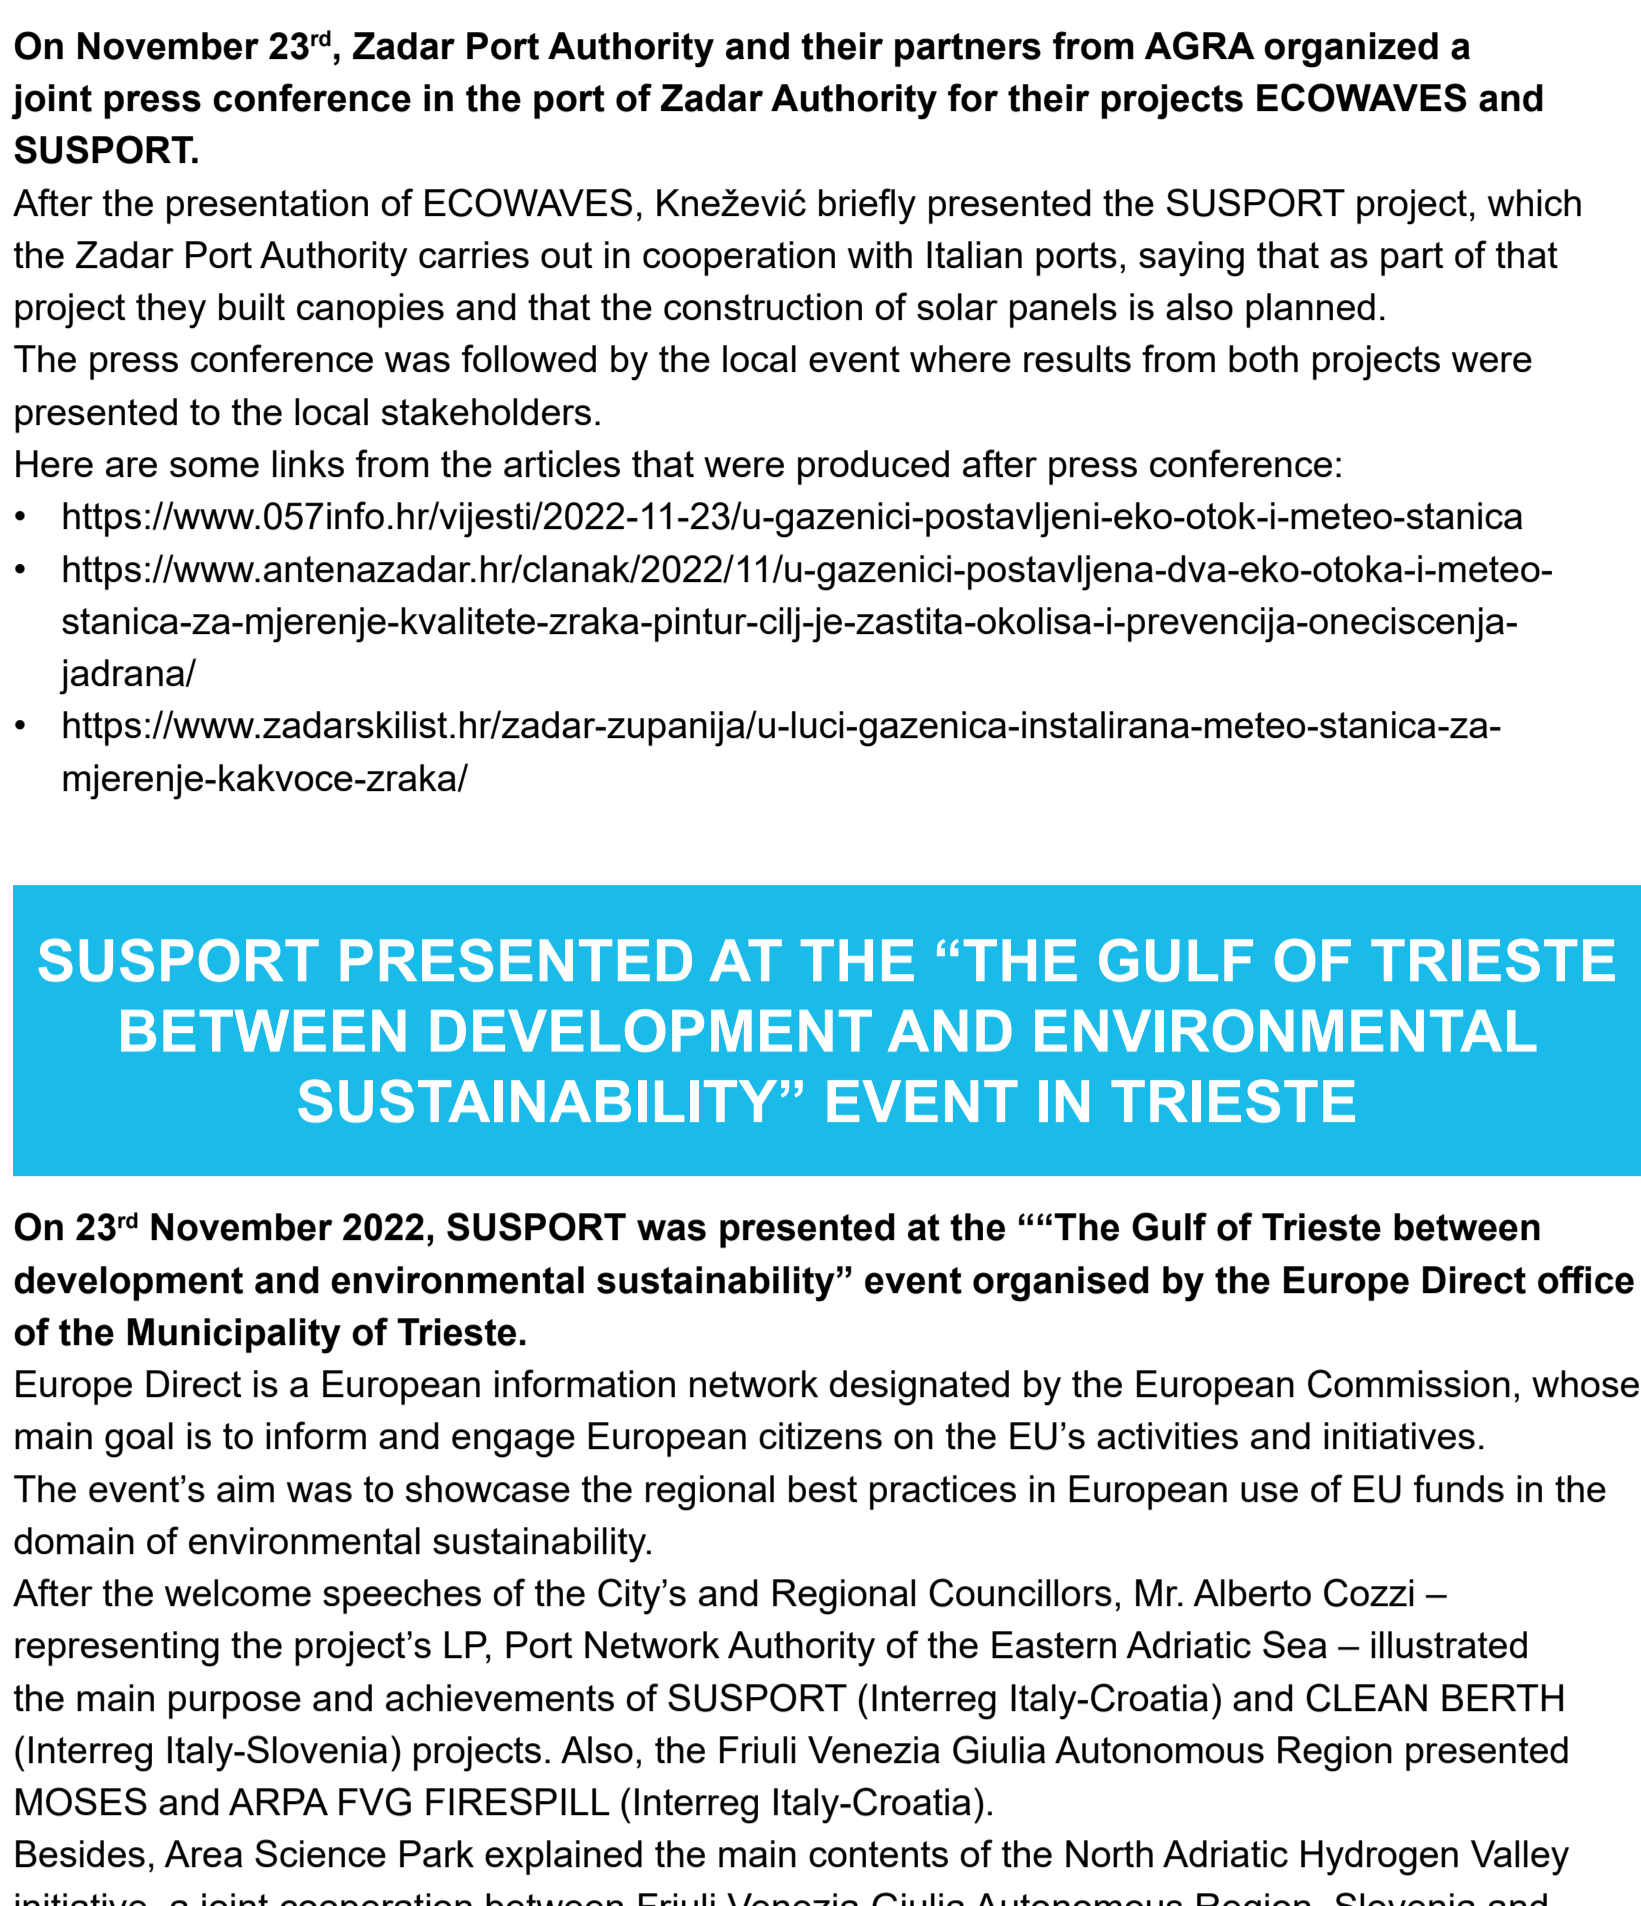 On November 23rd, Zadar Port Authority and their partners from AGRA organized a
joint press conference in the port of Zadar Authority for their projects ECOWAVES and
SUSPORT.
After the presentation of ECOWAVES, Knežević briefly presented the SUSPORT project, which
the Zadar Port Authority carries out in cooperation with Italian ports, saying that as part of that
project they built canopies and that the construction of solar panels is also planned.
The press conference was followed by the local event where results from both projects were
presented to the local stakeholders.
Here are some links from the articles that were produced after press conference:
• https://www.057info.hr/vijesti/2022-11-23/u-gazenici-postavljeni-eko-otok-i-meteo-stanica
• https://www.antenazadar.hr/clanak/2022/11/u-gazenici-postavljena-dva-eko-otoka-i-meteo-
stanica-za-mjerenje-kvalitete-zraka-pintur-cilj-je-zastita-okolisa-i-prevencija-oneciscenja-
jadrana/
• https://www.zadarskilist.hr/zadar-zupanija/u-luci-gazenica-instalirana-meteo-stanica-za-
mjerenje-kakvoce-zraka/
SUSPORT PRESENTED AT THE “THE GULF OF TRIESTE
BETWEEN DEVELOPMENT AND ENVIRONMENTAL
SUSTAINABILITY” EVENT IN TRIESTE
On 23rd November 2022, SUSPORT was presented at the ““The Gulf of Trieste between
development and environmental sustainability” event organised by the Europe Direct office
of the Municipality of Trieste.
Europe Direct is a European information network designated by the European Commission, whose
main goal is to inform and engage European citizens on the EU’s activities and initiatives.
The event’s aim was to showcase the regional best practices in European use of EU funds in the
domain of environmental sustainability.
After the welcome speeches of the City’s and Regional Councillors, Mr. Alberto Cozzi –
representing the project’s LP, Port Network Authority of the Eastern Adriatic Sea – illustrated
the main purpose and achievements of SUSPORT (Interreg Italy-Croatia) and CLEAN BERTH
(Interreg Italy-Slovenia) projects. Also, the Friuli Venezia Giulia Autonomous Region presented
MOSES and ARPA FVG FIRESPILL (Interreg Italy-Croatia).
Besides, Area Science Park explained the main contents of the North Adriatic Hydrogen Valley
initiative, a joint cooperation between Friuli Venezia Giulia Autonomous Region, Slovenia and